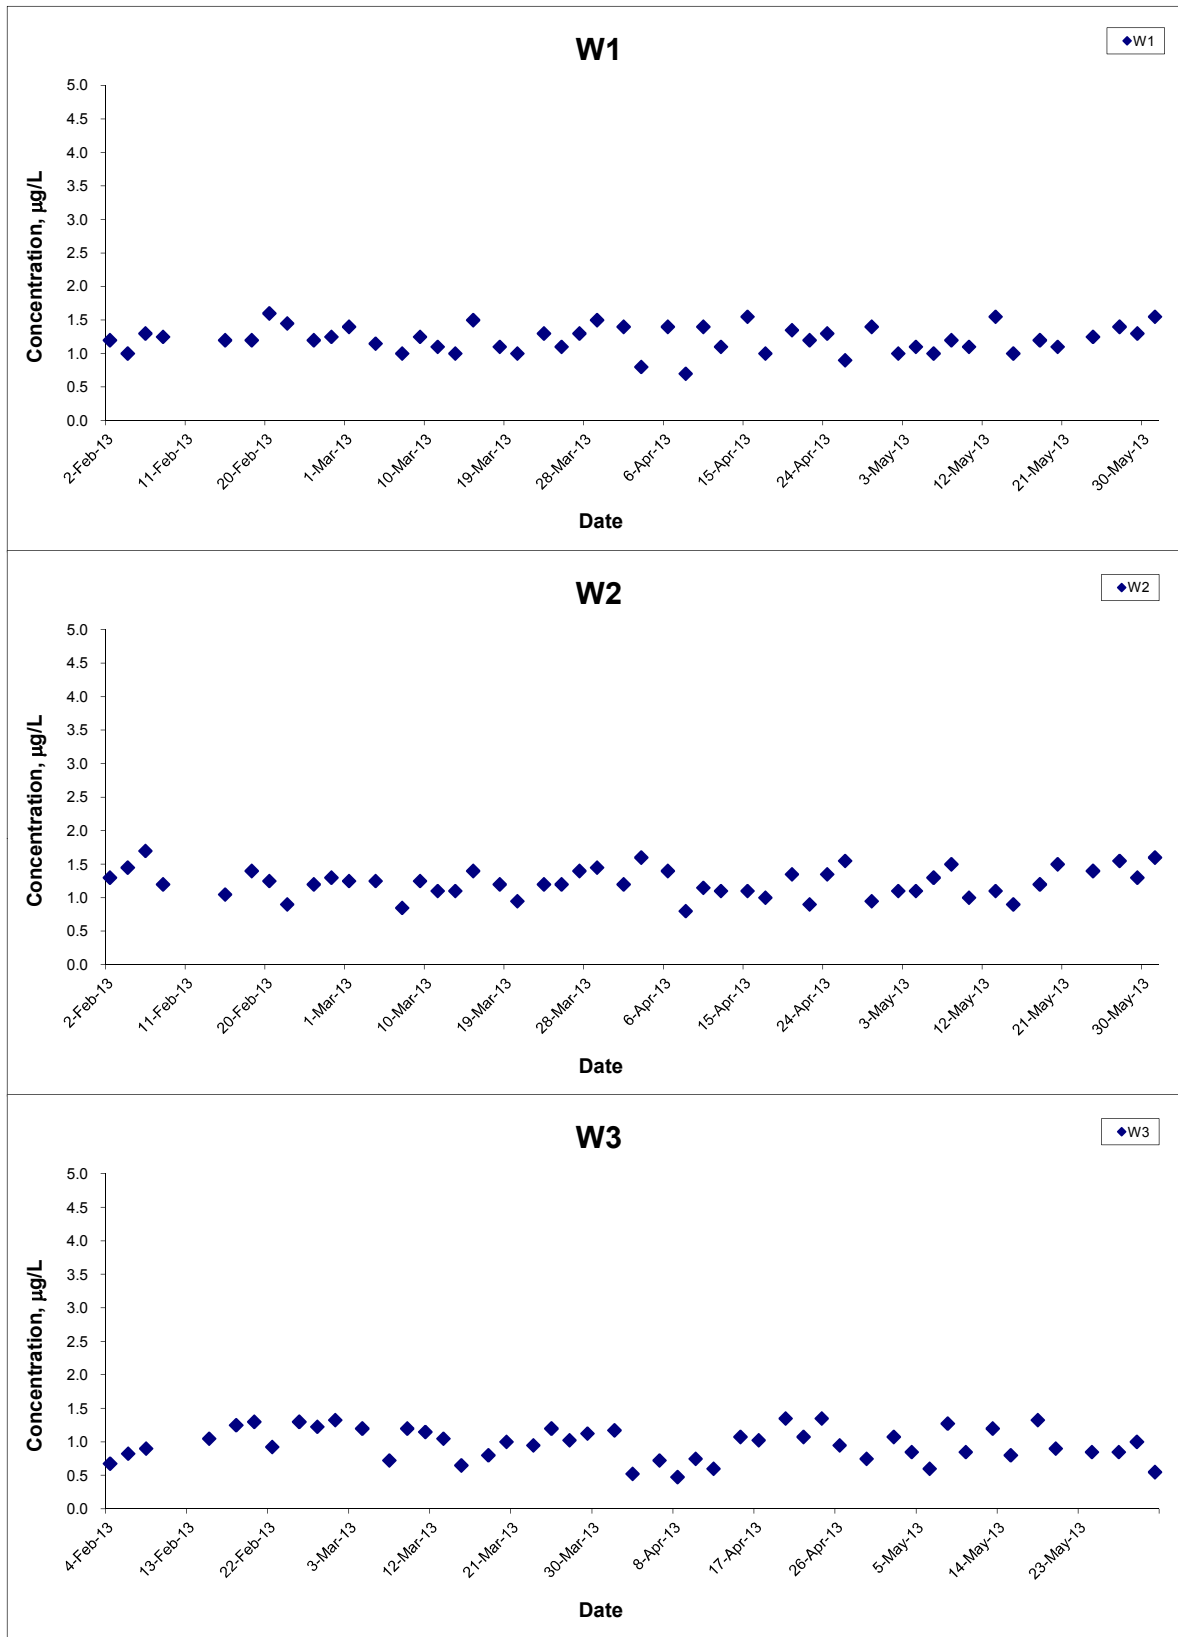 W1
W1
5.0
4.5
4.0
3.5
3.0
2.5
2.0
1.5
1.0
0.5
0.0
Concentration, µg/L
2-Feb-13
11-Feb-13
20-Feb-13
1-Mar-13
10-Mar-13
19-Mar-13
28-Mar-13
6-Apr-13
15-Apr-13
24-Apr-13
3-May-13
12-May-13
21-May-13
30-May-13
Date
W2
W2
5.0
4.5
4.0
3.5
3.0
2.5
2.0
1.5
1.0
0.5
0.0
Concentration, µg/L
2-Feb-13
11-Feb-13
20-Feb-13
1-Mar-13
10-Mar-13
19-Mar-13
28-Mar-13
6-Apr-13
15-Apr-13
24-Apr-13
3-May-13
12-May-13
21-May-13
30-May-13
Date
W3
W3
5.0
4.5
4.0
3.5
3.0
2.5
2.0
1.5
1.0
0.5
0.0
Concentration, µg/L
4-Feb-13
13-Feb-13
22-Feb-13
3-Mar-13
12-Mar-13
21-Mar-13
30-Mar-13
8-Apr-13
17-Apr-13
26-Apr-13
5-May-13
14-May-13
23-May-13
Date